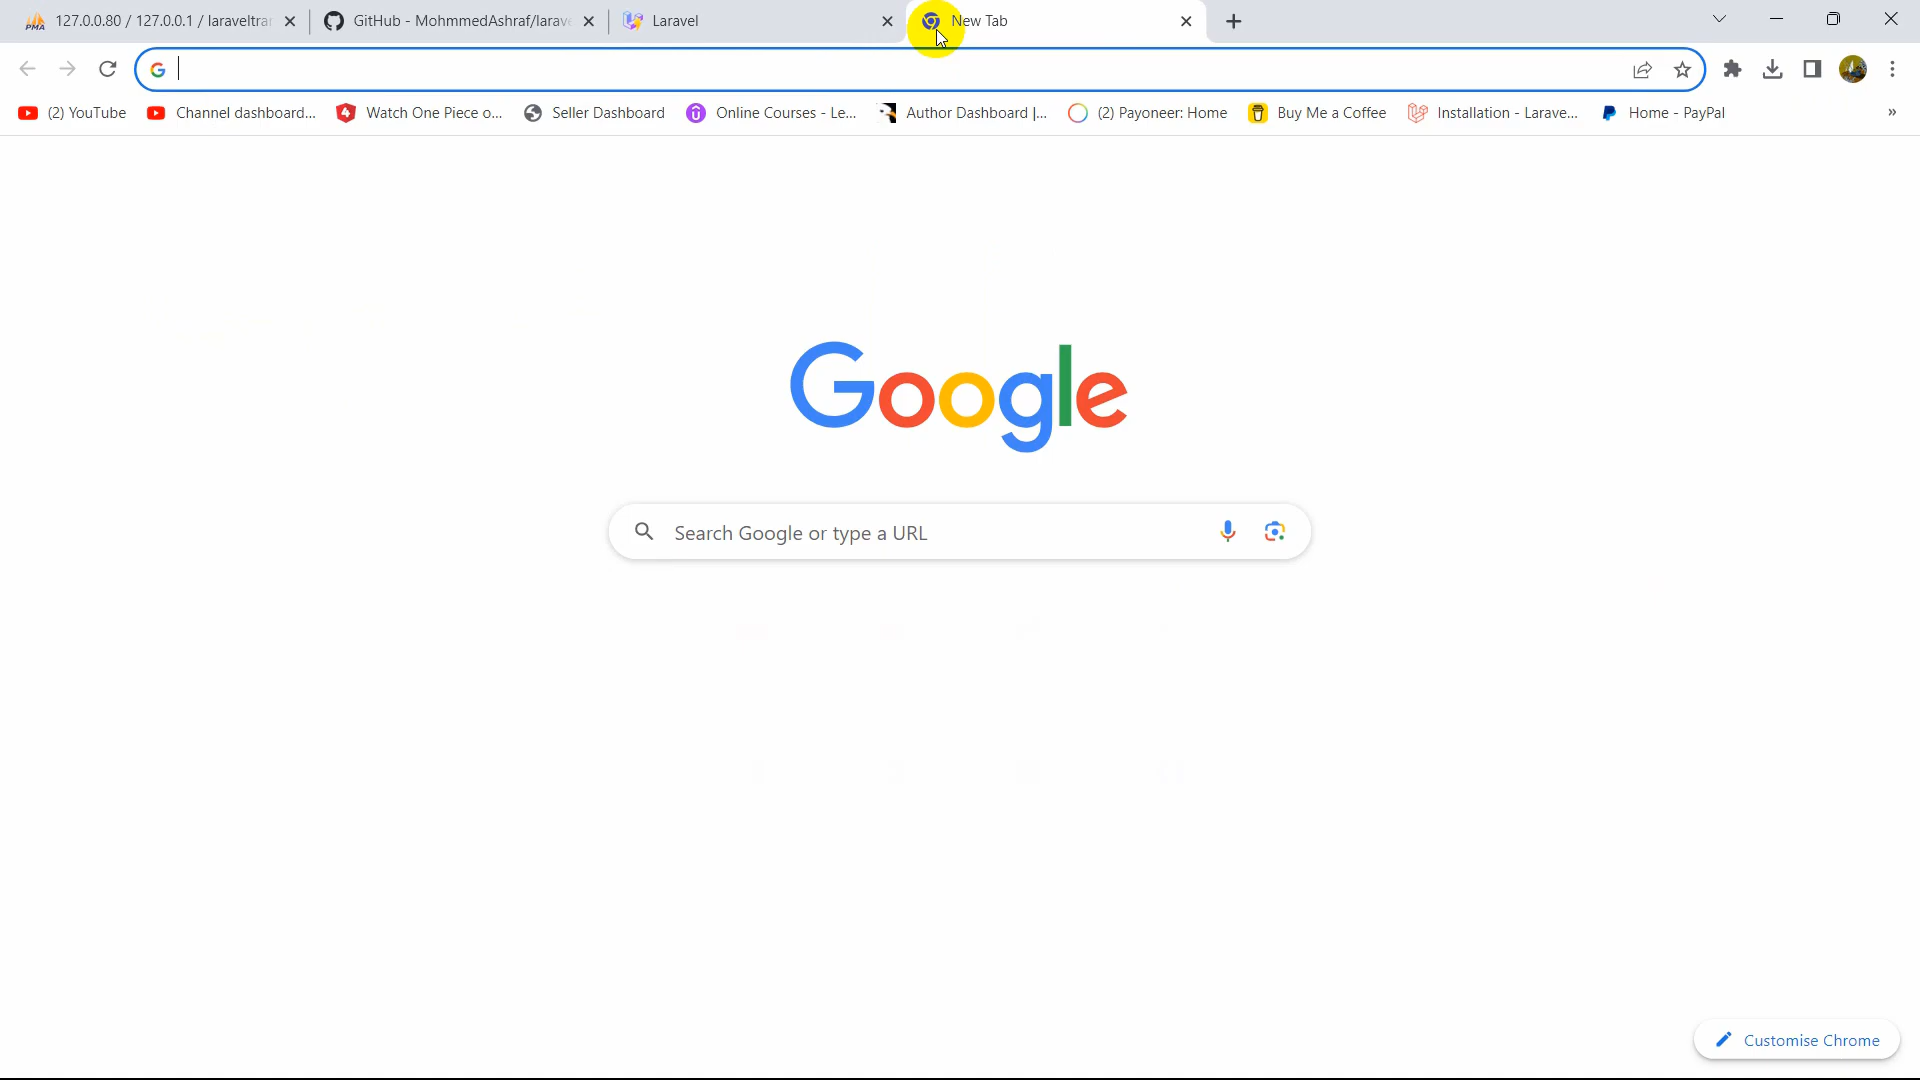 127.0.0.80 / 127.0.0.1 / laraveltra
GitHub - MohmmedAshraf/larave
Laravel
New Tab
(2) YouTube
Channel dashboard...
Watch One Piece o...
Seller Dashboard
Online Courses - Le...
Author Dashboard |...
(2) Payoneer: Home
Buy Me a Coffee
Installation - Larave...
Home - PayPal
»
Google
Search Google or type a URL
Customise Chrome